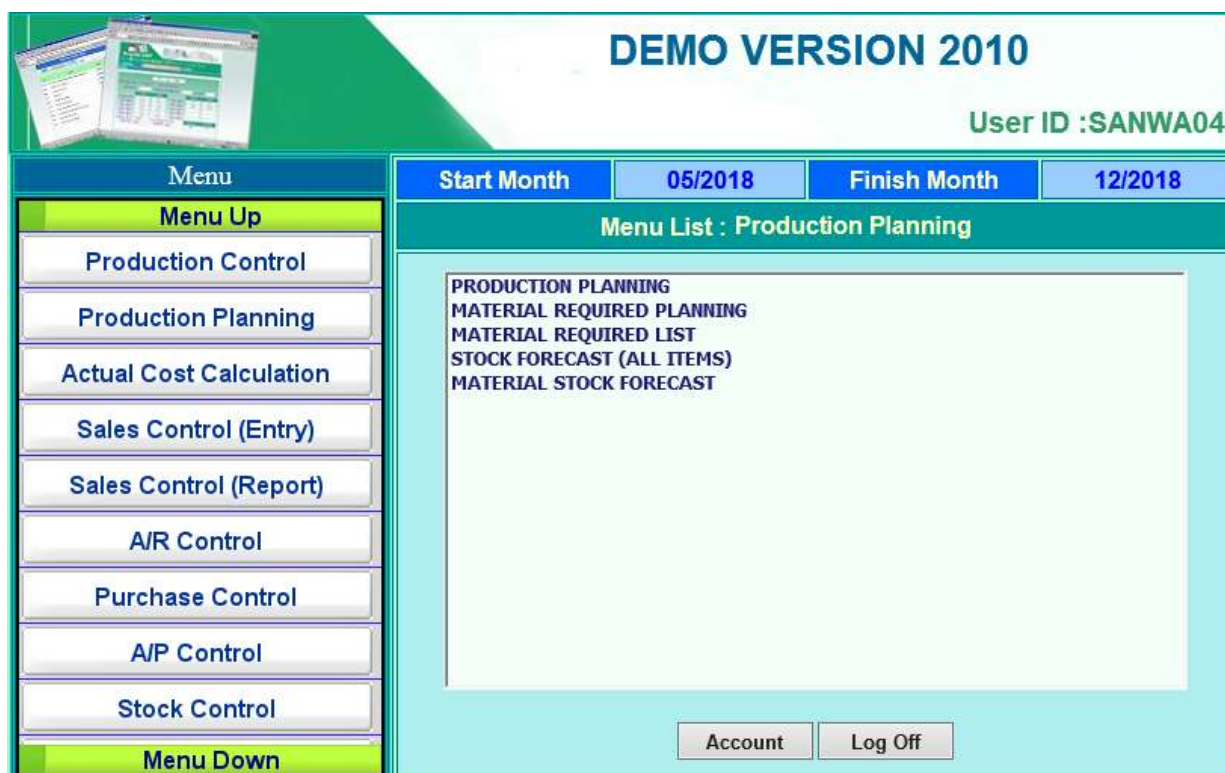 DEMO VERSION 2010
User ID :SANWA04
Menu
Start Month 05/2018 Finish Month 12/2018
Menu Up
Menu List : Production Planning
Production Control
Production Planning
Actual Cost Calculation
Sales Control (Entry)
Sales Control (Report)
A/R Control
Purchase Control
A/P Control
Stock Control
Menu Down
PRODUCTION PLANNING
MATERIAL REQUIRED PLANNING
MATERIAL REQUIRED LIST
STOCK FORECAST (ALL ITEMS)
MATERIAL STOCK FORECAST
Account Log Off